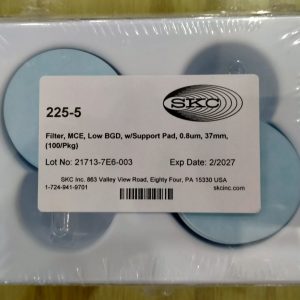 SKC
225-5
Filter, MCE, Low BGD, w/Support Pad, 0.8um, 37mm,
(100/Pkg)
Lot No: 21713-7E6-003 Exp Date: 2/2027
SKC Inc. 863 Valley View Road, Eighty Four, PA 15330 USA
1-724-941-9701 skcinc.com